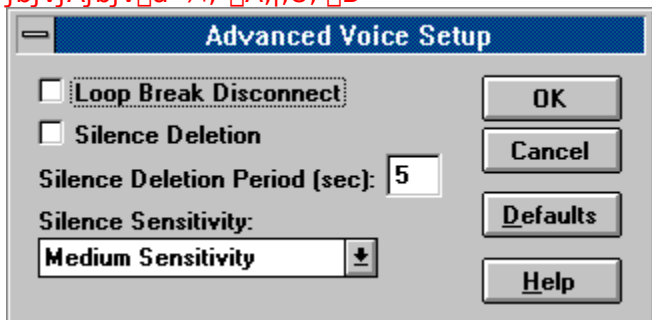 Advanced Voice Setup
Loop Break Disconnect
Silence Deletion
Silence Deletion Period (sec): 5
Silence Sensitivity:
Medium Sensitivity
OK
Cancel
Defaults
Help